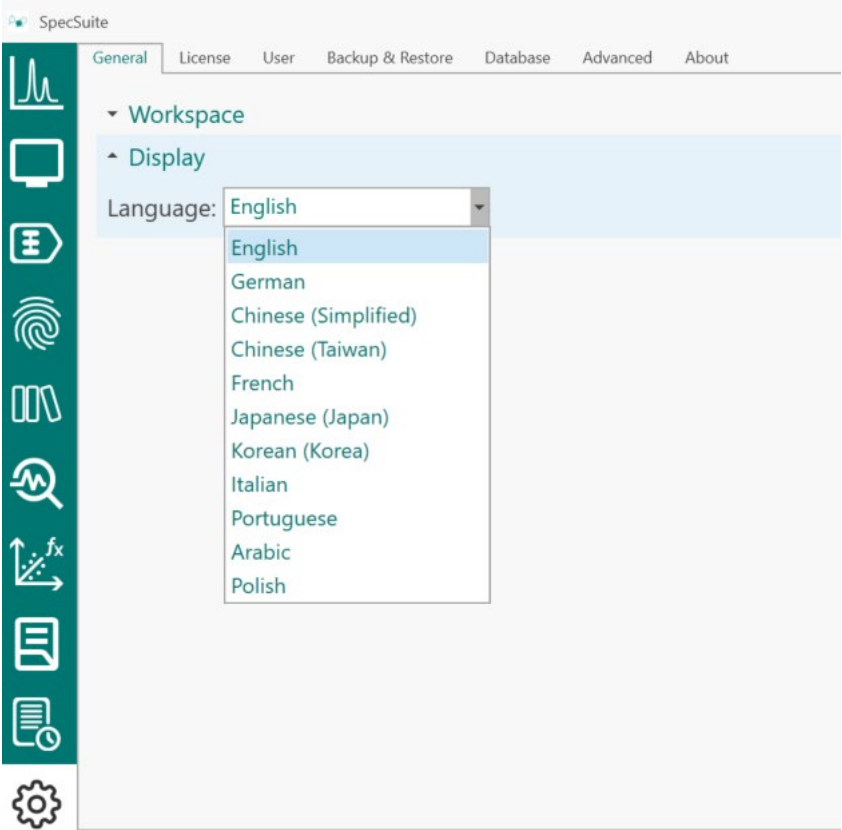 SpecSuite
General License User Backup & Restore Database Advanced About
Workspace
Display
Language: English
English
German
Chinese (Simplified)
Chinese (Taiwan)
French
Japanese (Japan)
Korean (Korea)
Italian
Portuguese
Arabic
Polish
fx